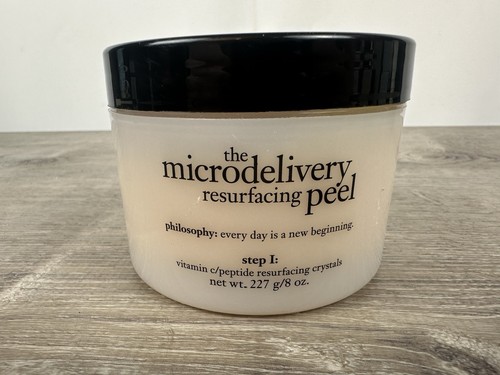 the
microdelivery
resurfacing peel
philosophy: every day is a new beginning.
step I:
vitamin c/peptide resurfacing crystals
net wt. 227 g/8 oz.